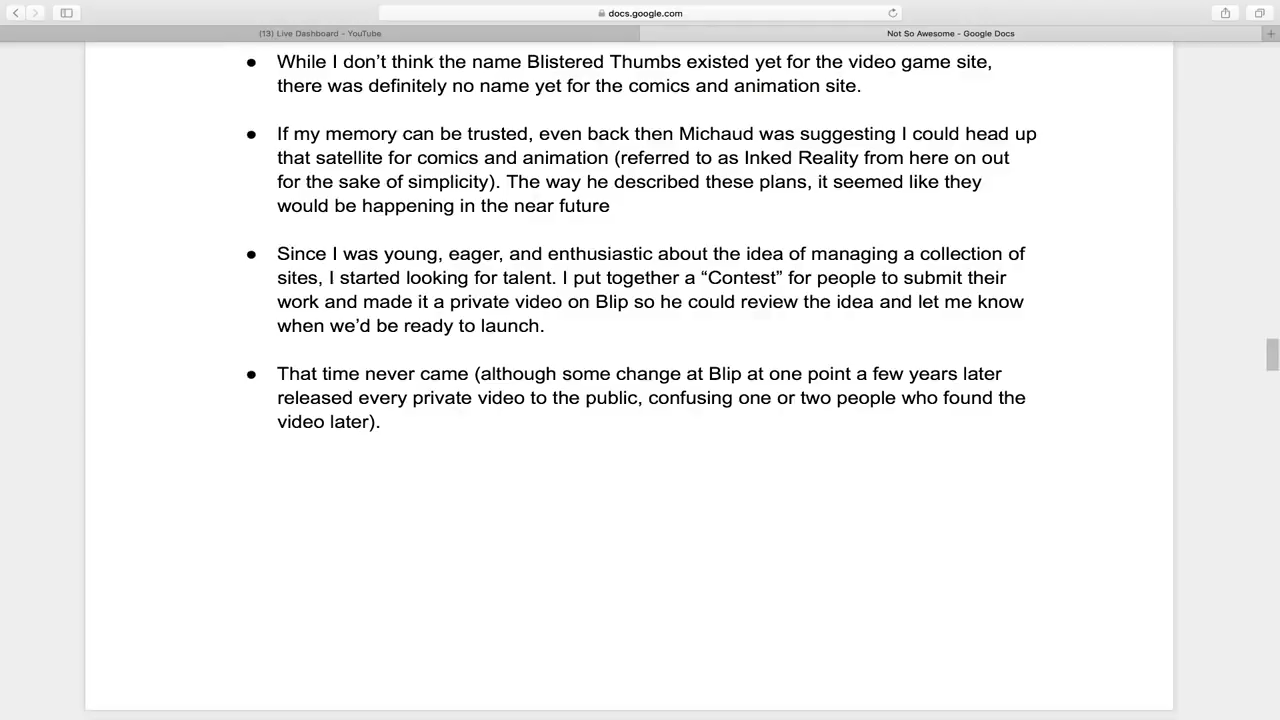 docs.google.com
(13) Live Dashboard - YouTube
Not So Awesome - Google Docs
● While I don't think the name Blistered Thumbs existed yet for the video game site,
there was definitely no name yet for the comics and animation site.
● If my memory can be trusted, even back then Michaud was suggesting I could head up
that satellite for comics and animation (referred to as Inked Reality from here on out
for the sake of simplicity). The way he described these plans, it seemed like they
would be happening in the near future
● Since I was young, eager, and enthusiastic about the idea of managing a collection of
sites, I started looking for talent. I put together a “Contest” for people to submit their
work and made it a private video on Blip so he could review the idea and let me know
when we’d be ready to launch.
● That time never came (although some change at Blip at one point a few years later
released every private video to the public, confusing one or two people who found the
video later).